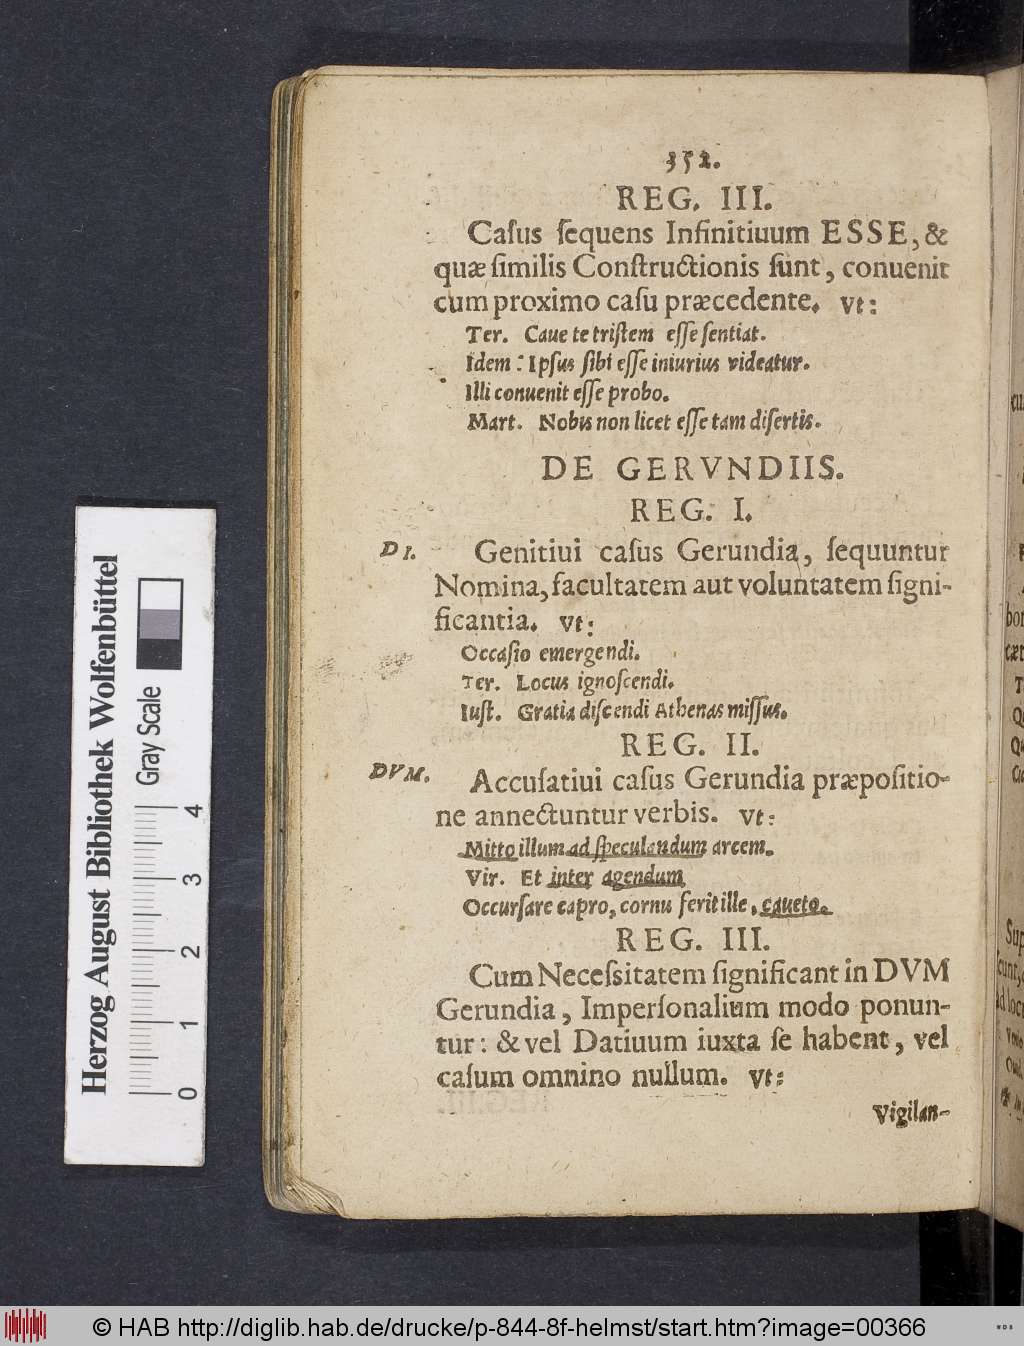 352.
REG. III.
Caſus ſequens Infinitiuum ESSE, &
quæ ſimilis Conſtructionis ſunt, conuenit
cum proximo caſu præcedente. vt:
Ter. Caue te triſtem eſſe ſentiat.
Idem: Ipſus ſibi eſſe iniurius videatur.
Illi conuenit eſſe probo.
Mart. Nobis non licet eſſe tam diſertis.
DE GERVNDIIS.
REG. I.
DI. Genitiui caſus Gerundia, ſequuntur
Nomina, facultatem aut voluntatem ſigni-
ficantia. vt:
Occaſio emergendi.
Ter. Locus ignoſcendi.
Iuſt. Gratia diſcendi Athenas miſſus.
REG. II.
DVM. Accuſatiui caſus Gerundia præpoſitio-
ne annectuntur verbis. vt:
Mitto illum ad ſpeculandum arcem.
Vir. Et inter agendum
Occurſare capro, cornu ferit ille, caueto.
REG. III.
Cum Neceſsitatem ſignificant in DVM
Gerundia, Imperſonalium modo ponun-
tur: & vel Datiuum iuxta ſe habent, vel
caſum omnino nullum. vt:
Vigilan-
Herzog August Bibliothek Wolfenbüttel
Gray Scale
0 1 2 3 4
© HAB http://diglib.hab.de/drucke/p-844-8f-helmst/start.htm?image=00366